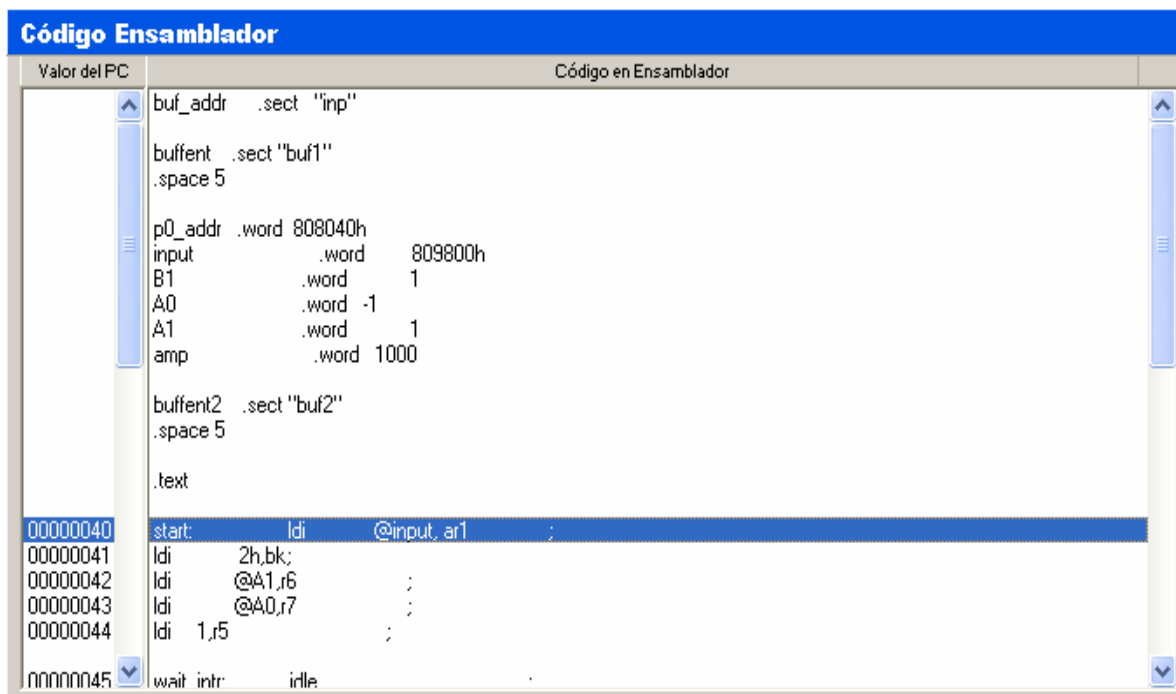 Código Ensamblador
Valor del PC Código en Ensamblador
buf_addr .sect "inp"
buffent .sect "buf1"
.space 5
p0_addr .word 808040h
input .word 809800h
B1 .word 1
A0 .word -1
A1 .word 1
amp .word 1000
buffent2 .sect "buf2"
.space 5
.text
00000040 start: ldi @input, ar1 ;
00000041 ldi 2h,bk;
00000042 ldi @A1,r6 ;
00000043 ldi @A0,r7 ;
00000044 ldi 1,r5 ;
00000045 wait_intr: idle ;